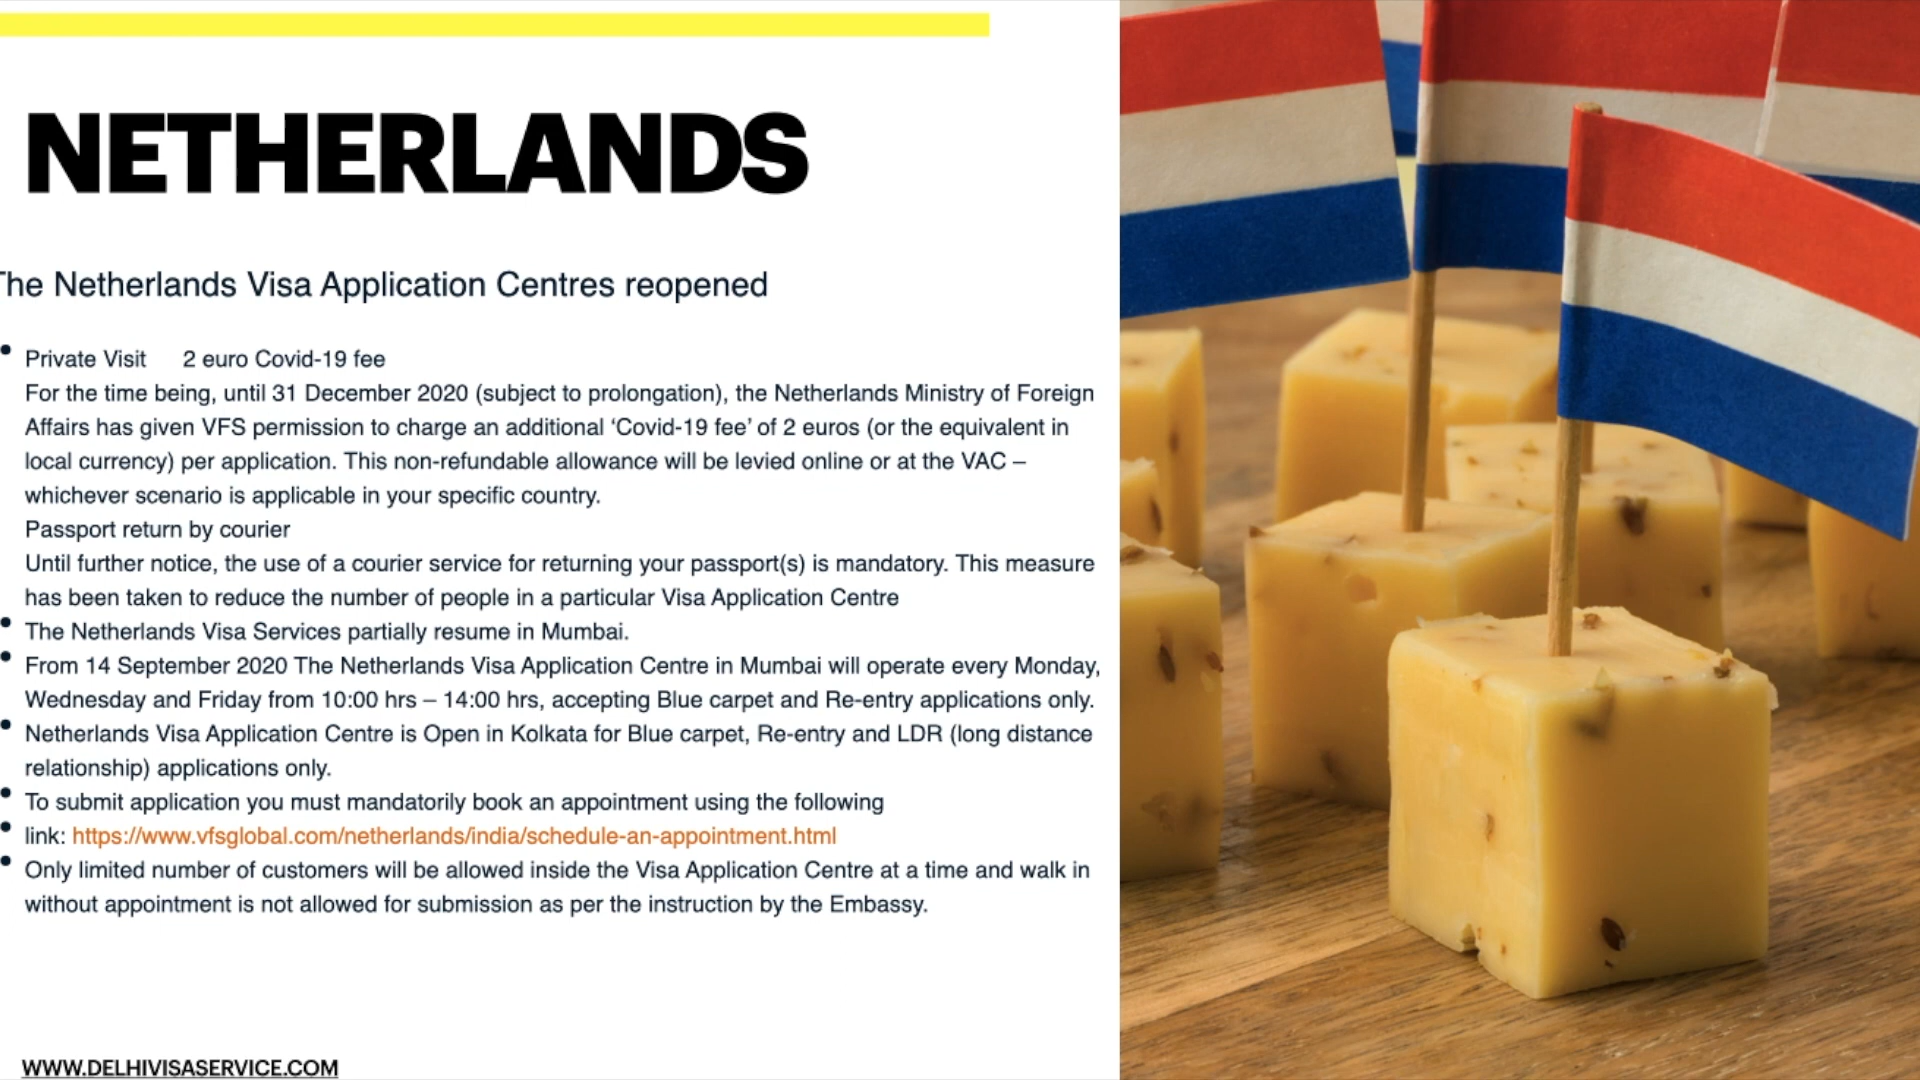 NETHERLANDS
The Netherlands Visa Application Centres reopened
• Private Visit 2 euro Covid-19 fee
For the time being, until 31 December 2020 (subject to prolongation), the Netherlands Ministry of Foreign
Affairs has given VFS permission to charge an additional ‘Covid-19 fee’ of 2 euros (or the equivalent in
local currency) per application. This non-refundable allowance will be levied online or at the VAC –
whichever scenario is applicable in your specific country.
Passport return by courier
Until further notice, the use of a courier service for returning your passport(s) is mandatory. This measure
has been taken to reduce the number of people in a particular Visa Application Centre
• The Netherlands Visa Services partially resume in Mumbai.
• From 14 September 2020 The Netherlands Visa Application Centre in Mumbai will operate every Monday,
Wednesday and Friday from 10:00 hrs – 14:00 hrs, accepting Blue carpet and Re-entry applications only.
• Netherlands Visa Application Centre is Open in Kolkata for Blue carpet, Re-entry and LDR (long distance
relationship) applications only.
• To submit application you must mandatorily book an appointment using the following
• link: https://www.vfsglobal.com/netherlands/india/schedule-an-appointment.html
• Only limited number of customers will be allowed inside the Visa Application Centre at a time and walk in
without appointment is not allowed for submission as per the instruction by the Embassy.
WWW.DELHIVISASERVICE.COM